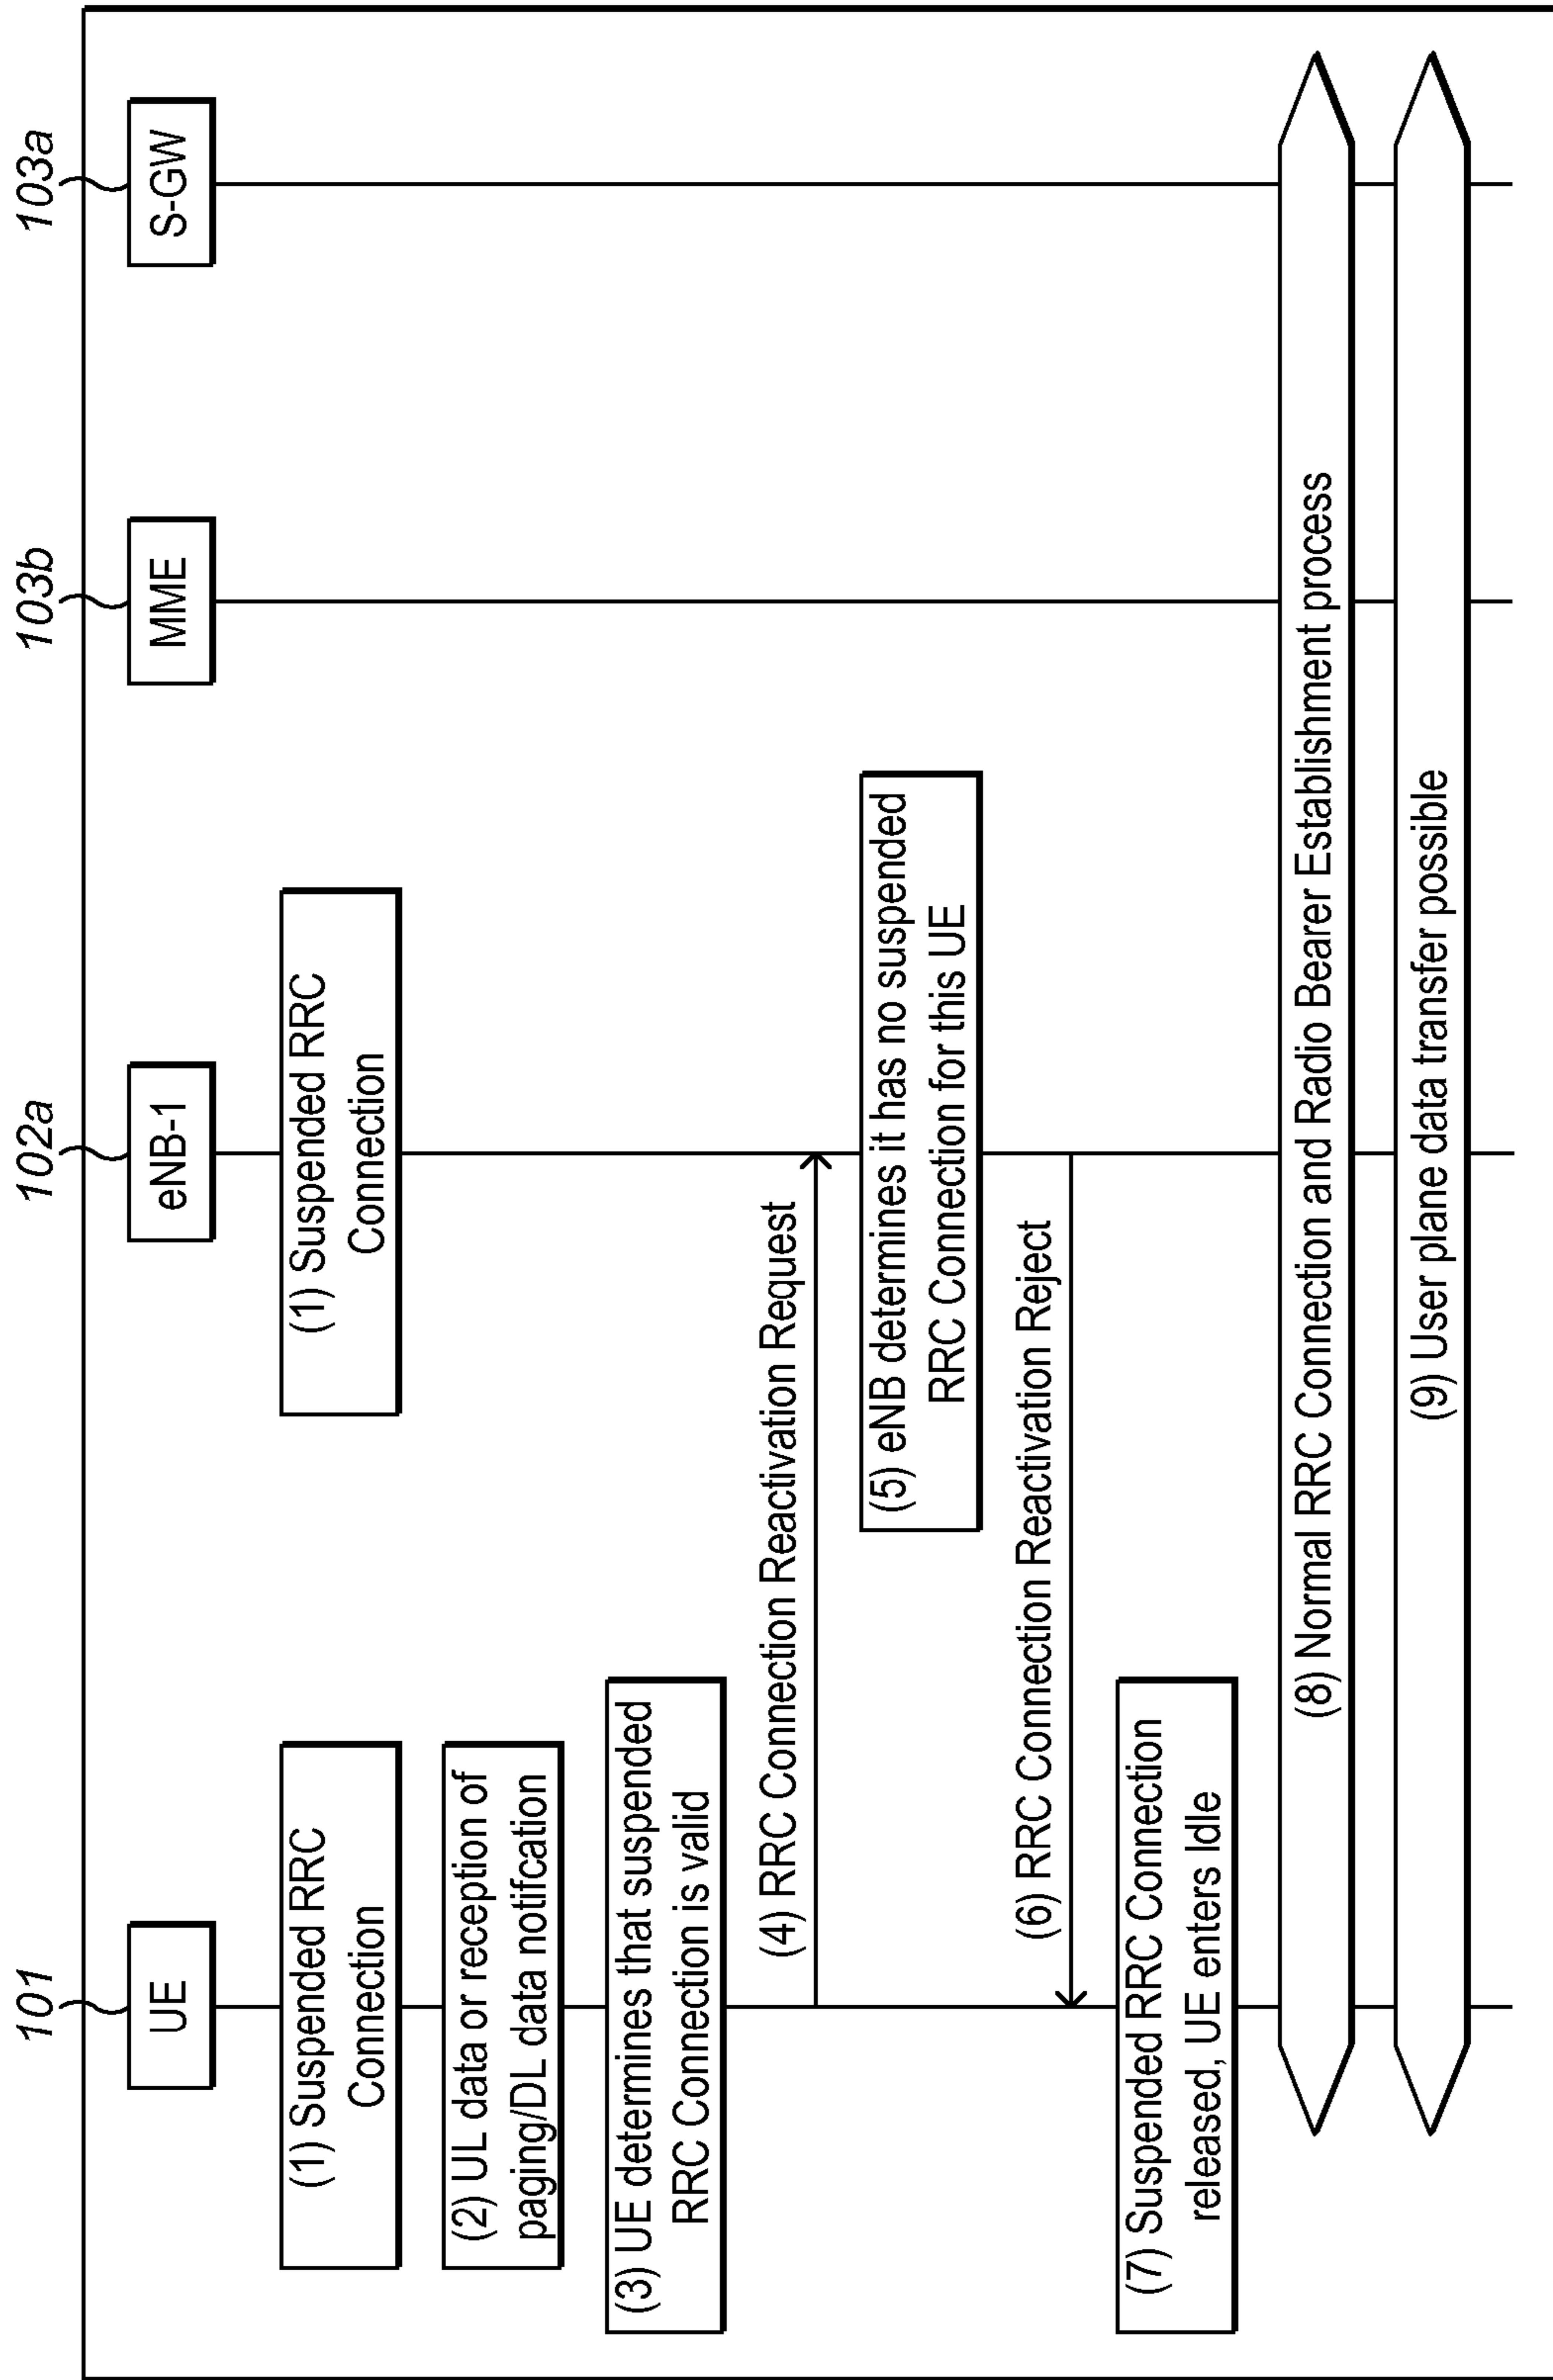 101
102a
103b
103a
UE
eNB-1
MME
S-GW
(1) Suspended RRC
Connection
(1) Suspended RRC
Connection
(2) UL data or reception of
paging/DL data notifcation
(3) UE determines that suspended
RRC Connection is valid
(4) RRC Connection Reactivation Request
(5) eNB determines it has no suspended
RRC Connection for this UE
(6) RRC Connection Reactivation Reject
(7) Suspended RRC Connection
released, UE enters Idle
(8) Normal RRC Connection and Radio Bearer Establishment process
(9) User plane data transfer possible